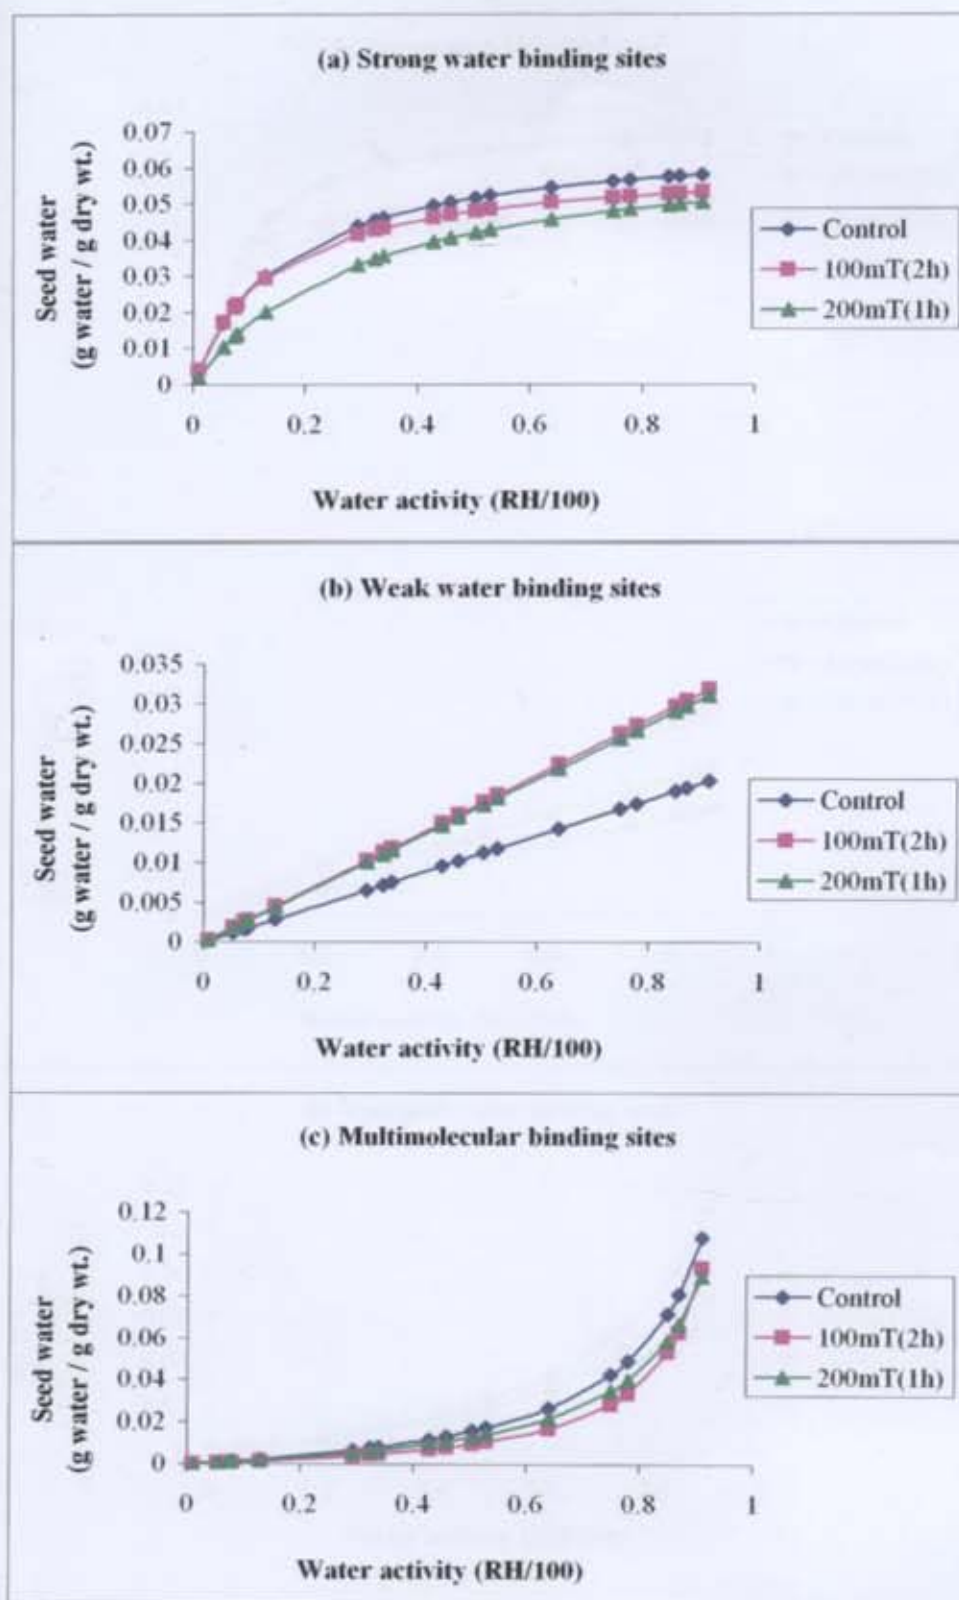 (a) Strong water binding sites
Seed water
(g water / g dry wt.)
0.07
0.06
0.05
0.04
0.03
0.02
0.01
0
0
0.2
0.4
0.6
0.8
1
Water activity (RH/100)
Control
100mT(2h)
200mT(1h)
(b) Weak water binding sites
Seed water
(g water / g dry wt.)
0.035
0.03
0.025
0.02
0.015
0.01
0.005
0
0
0.2
0.4
0.6
0.8
1
Water activity (RH/100)
Control
100mT(2h)
200mT(1h)
(c) Multimolecular binding sites
Seed water
(g water / g dry wt.)
0.12
0.1
0.08
0.06
0.04
0.02
0
0
0.2
0.4
0.6
0.8
1
Water activity (RH/100)
Control
100mT(2h)
200mT(1h)